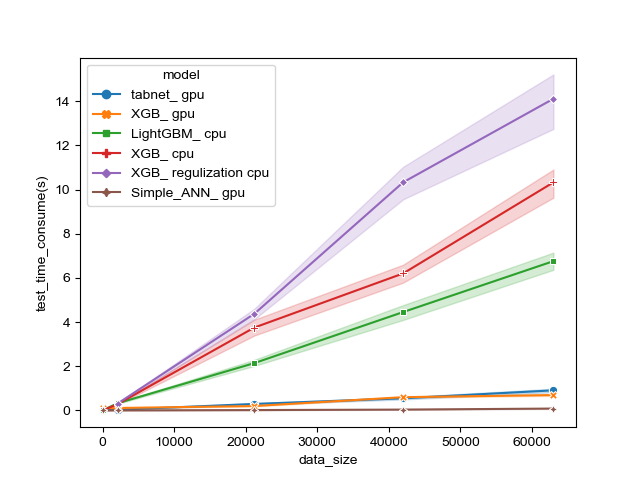 model
tabnet_ gpu
XGB_ gpu
LightGBM_ cpu
XGB_ cpu
XGB_ regulization cpu
Simple_ANN_ gpu
test_time_consume(s)
14
12
10
8
6
4
2
0
0 10000 20000 30000 40000 50000 60000
data_size